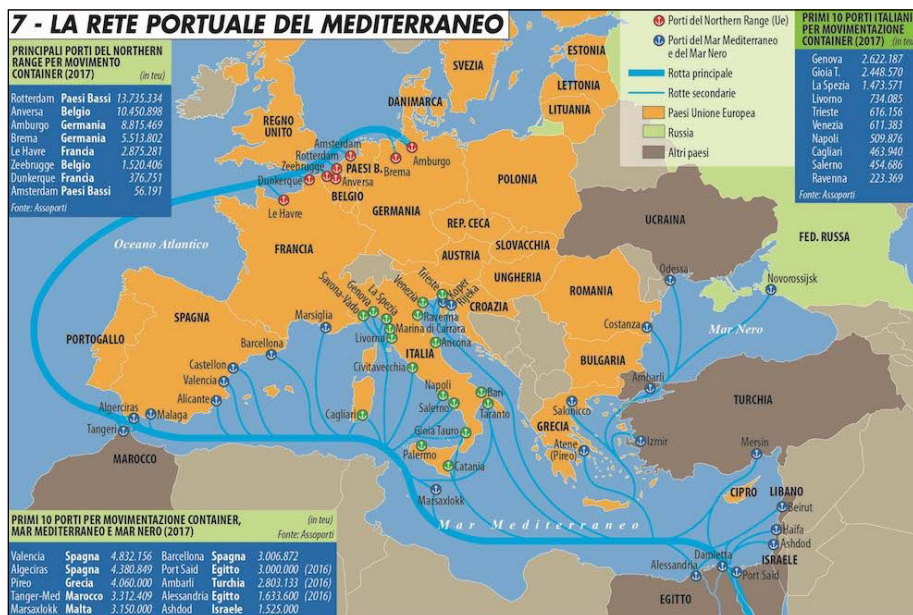 7 - LA RETE PORTUALE DEL MEDITERRANEO
PRINCIPALI PORTI DEL NORTHERN
RANGE PER MOVIMENTO
CONTAINER (2017) (in teu)
Rotterdam Paesi Bassi 13.735.334
Anversa Belgio 10.450.898
Amburgo Germania 8.815.469
Brema Germania 5.513.802
Le Havre Francia 2.875.281
Zeebrugge Belgio 1.520.406
Dunkerque Francia 376.751
Amsterdam Paesi Bassi 56.191
Fonte: Assoporti
Porti del Northern Range (Ue)
Porti del Mar Mediterraneo
e del Mar Nero
Rotta principale
Rotte secondarie
Paesi Unione Europea
Russia
Altri paesi
PRIMI 10 PORTI ITALIANI
PER MOVIMENTAZIONE
CONTAINER (2017) (in teu)
Genova 2.622.187
Gioia T. 2.448.570
La Spezia 1.473.571
Livorno 734.085
Trieste 616.156
Venezia 611.383
Napoli 509.876
Cagliari 463.940
Salerno 454.686
Ravenna 223.369
Fonte: Assoporti
SVEZIA
ESTONIA
LETTONIA
LITUANIA
DANIMARCA
REGNO
UNITO
Amsterdam
Rotterdam
Zeebrugge
Dunkerque
PAESI B.
Brema
Amburgo
Anversa
BELGIO
Le Havre
POLONIA
GERMANIA
REP. CECA
UCRAINA
FED. RUSSA
Oceano Atlantico
FRANCIA
SLOVACCHIA
AUSTRIA
UNGHERIA
CROAZIA
ROMANIA
Odessa
Novorossijsk
Savona-Vado
Genova
La Spezia
Venezia
Trieste
Koper
Rijeka
Ravenna
Marina di Carrara
Livorno
Ancona
ITALIA
Civitavecchia
SPAGNA
PORTOGALLO
Marsiglia
Barcellona
Castellon
Valencia
Alicante
Algerciras
Malaga
Tangeri
MAROCCO
Costanza
Mar Nero
BULGARIA
Ambarli
TURCHIA
Napoli
Salerno
Bari
Taranto
Cagliari
Gioia Tauro
Palermo
Catania
Marsaxlokk
Salonicco
GRECIA
Atene
(Pireo)
Izmir
Mersin
CIPRO
LIBANO
Beirut
Haifa
Ashdod
ISRAELE
Mar Mediterraneo
Damietta
Alessandria
Port Said
EGITTO
PRIMI 10 PORTI PER MOVIMENTAZIONE CONTAINER, (in teu)
MAR MEDITERRANEO E MAR NERO (2017) Fonte: Assoporti
Valencia Spagna 4.832.156 Barcellona Spagna 3.006.872
Algeciras Spagna 4.380.849 Port Said Egitto 3.000.000 (2016)
Pireo Grecia 4.060.000 Ambarli Turchia 2.803.133 (2016)
Tanger-Med Marocco 3.312.409 Alessandria Egitto 1.633.600 (2016)
Marsaxlokk Malta 3.150.000 Ashdod Israele 1.525.000